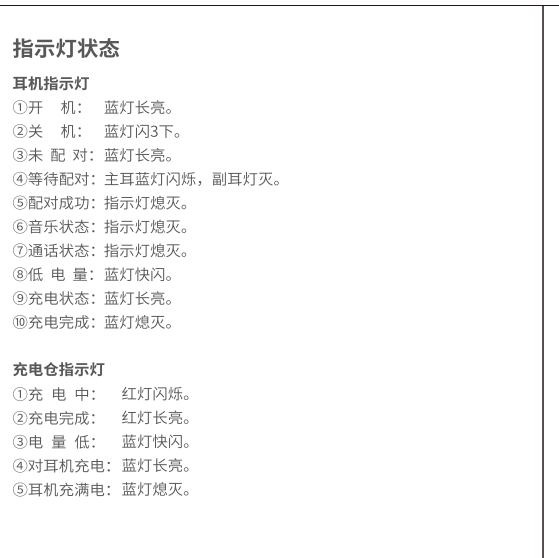 指示灯状态
耳机指示灯
①开 机： 蓝灯长亮。
②关 机： 蓝灯闪3下。
③未 配 对：蓝灯长亮。
④等待配对：主耳蓝灯闪烁，副耳灯灭。
⑤配对成功：指示灯熄灭。
⑥音乐状态：指示灯熄灭。
⑦通话状态：指示灯熄灭。
⑧低 电 量：蓝灯快闪。
⑨充电状态：蓝灯长亮。
⑩充电完成：蓝灯熄灭。
充电仓指示灯
①充 电 中： 红灯闪烁。
②充电完成： 红灯长亮。
③电 量 低： 蓝灯快闪。
④对耳机充电：蓝灯长亮。
⑤耳机充满电：蓝灯熄灭。